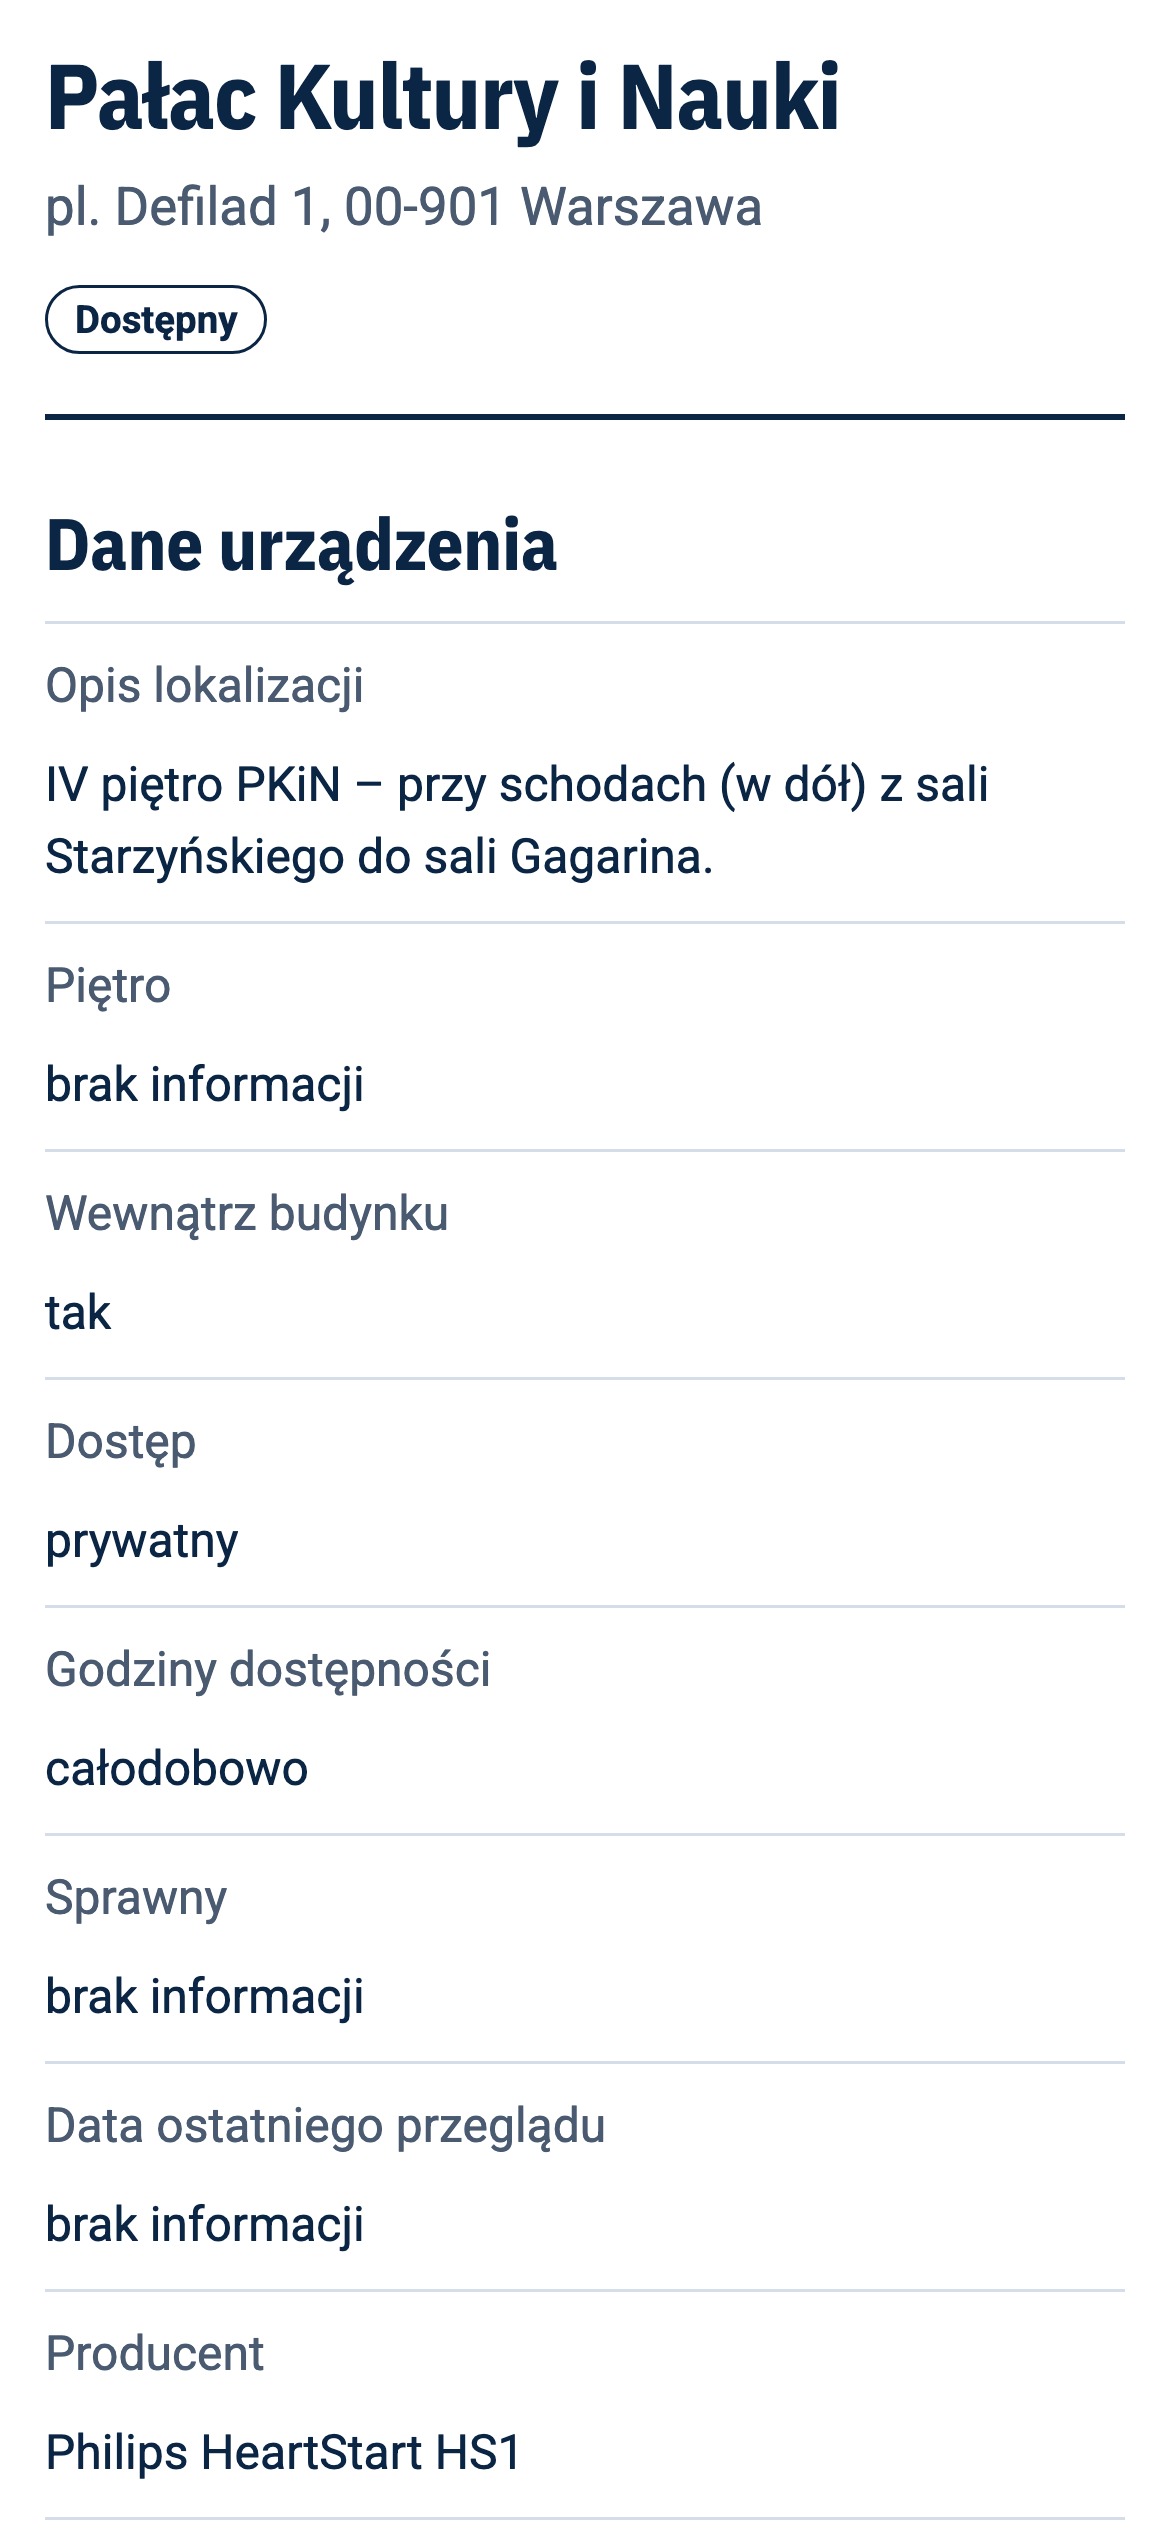 Pałac Kultury i Nauki
pl. Defilad 1, 00-901 Warszawa
Dostępny
Dane urządzenia
Opis lokalizacji
IV piętro PKiN – przy schodach (w dół) z sali
Starzyńskiego do sali Gagarina.
Piętro
brak informacji
Wewnątrz budynku
tak
Dostęp
prywatny
Godziny dostępności
całodobowo
Sprawny
brak informacji
Data ostatniego przeglądu
brak informacji
Producent
Philips HeartStart HS1